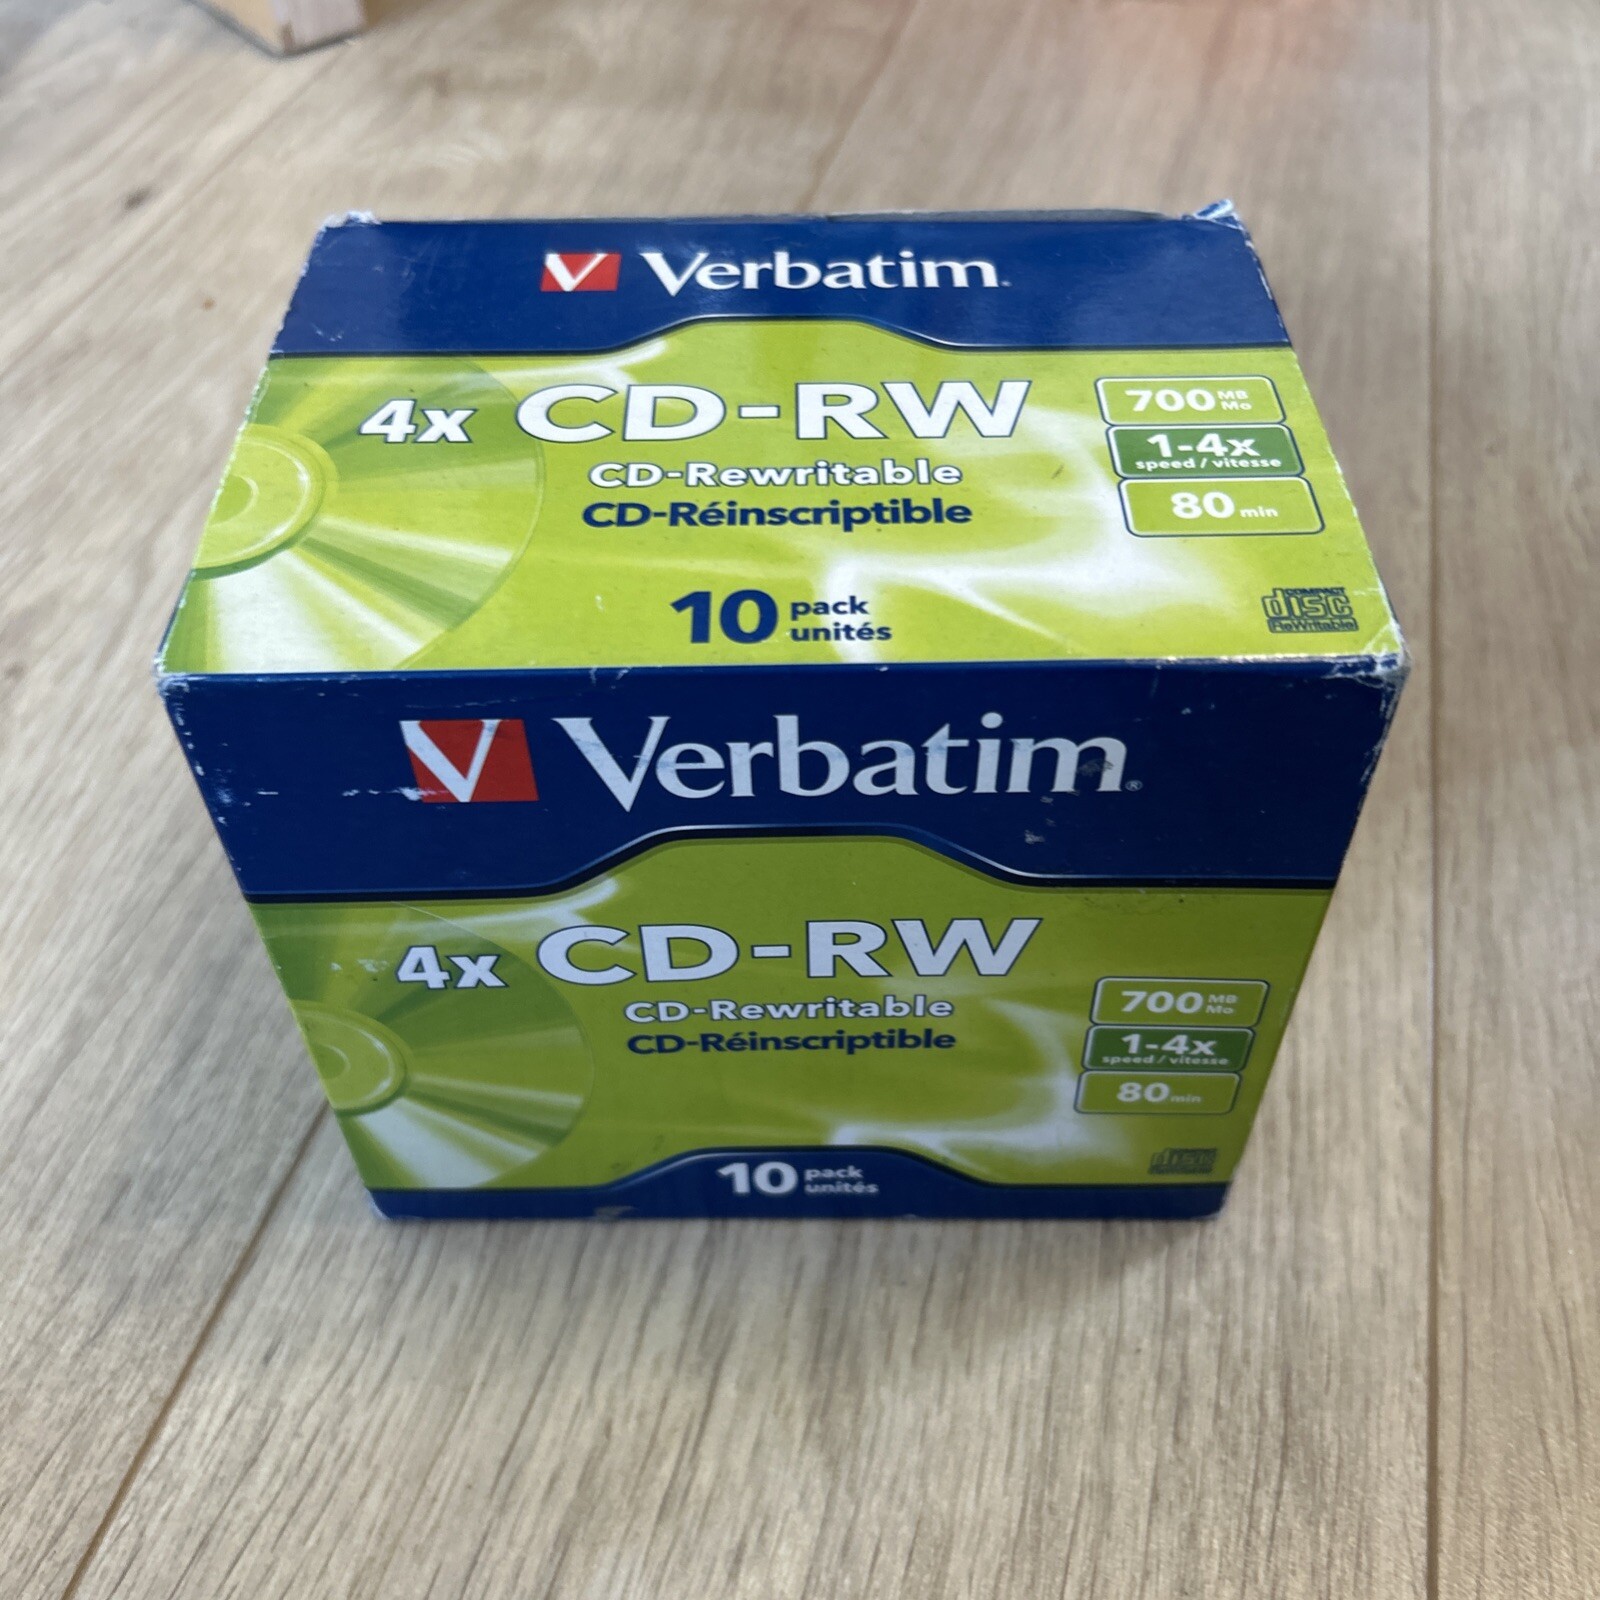 V Verbatim.
4x CD-RW
CD-Rewritable
CD-Réinscriptible
700 MB Mo
1-4x
speed / vitesse
80 min
10 pack unités
COMPACT
disc
ReWritable
V Verbatim®
4x CD-RW
CD-Rewritable
CD-Réinscriptible
700 MB Mo
1-4x
speed / vitesse
80 min
10 pack unités
disc